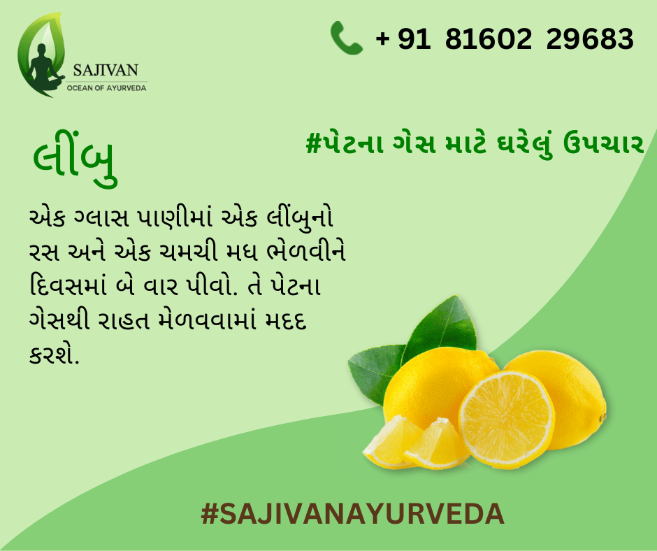 SAJIVAN
OCEAN OF AYURVEDA
+ 91 81602 29683
#પેટના ગેસ માટે ઘરેલું ઉપચાર
લીંબુ
એક ગ્લાસ પાણીમાં એક લીંબુનો
રસ અને એક ચમચી મધ ભેળવીને
દિવસમાં બે વાર પીવો. તે પેટના
ગેસથી રાહત મેળવવામાં મદદ
કરશે.
#SAJIVANAYURVEDA